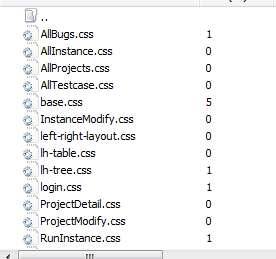 ..
AllBugs.css 1
AllInstance.css 0
AllProjects.css 0
AllTestcase.css 0
base.css 5
InstanceModify.css 0
left-right-layout.css 0
lh-table.css 0
lh-tree.css 1
login.css 1
ProjectDetail.css 0
ProjectModify.css 0
RunInstance.css 1